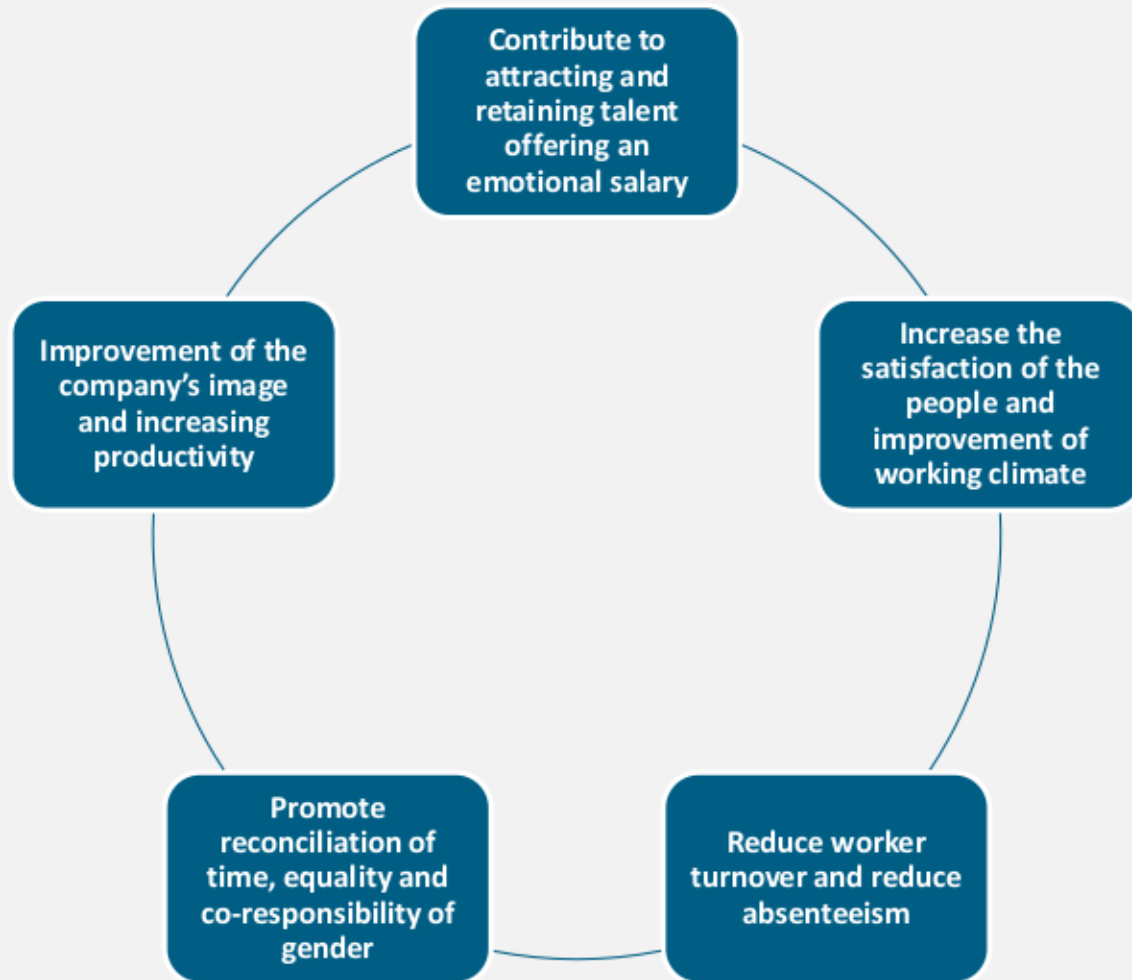 Contribute to
attracting and
retaining talent
offering an
emotional salary
Increase the
satisfaction of the
people and
improvement of
working climate
Reduce worker
turnover and reduce
absenteeism
Promote
reconciliation of
time, equality and
co-responsibility of
gender
Improvement of the
company’s image
and increasing
productivity